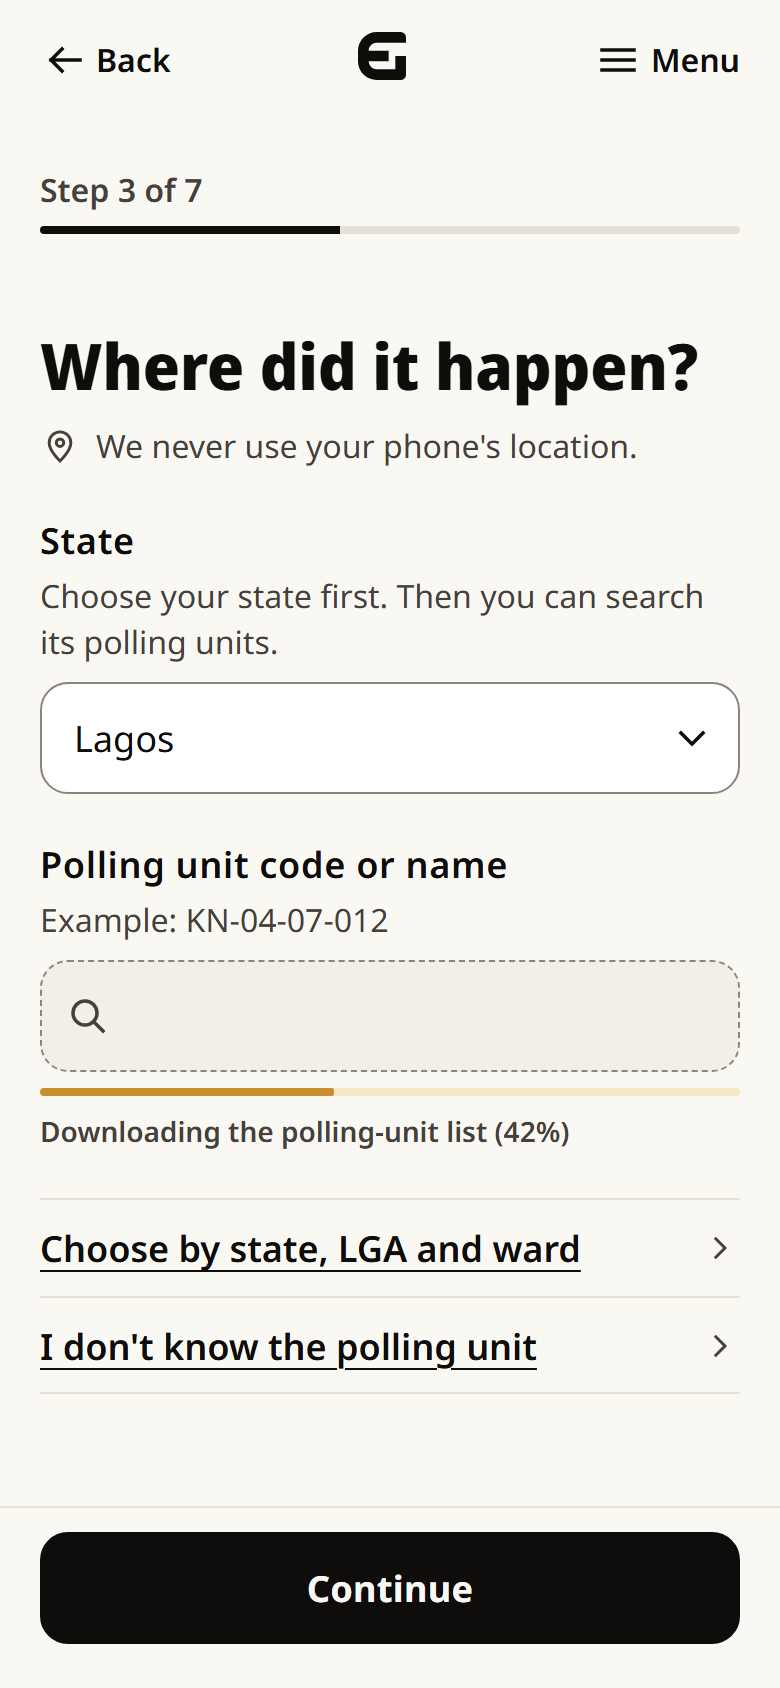 Back
Menu
Step 3 of 7
Where did it happen?
We never use your phone's location.
State
Choose your state first. Then you can search
its polling units.
Lagos
Polling unit code or name
Example: KN-04-07-012
Downloading the polling-unit list (42%)
Choose by state, LGA and ward
I don't know the polling unit
Continue